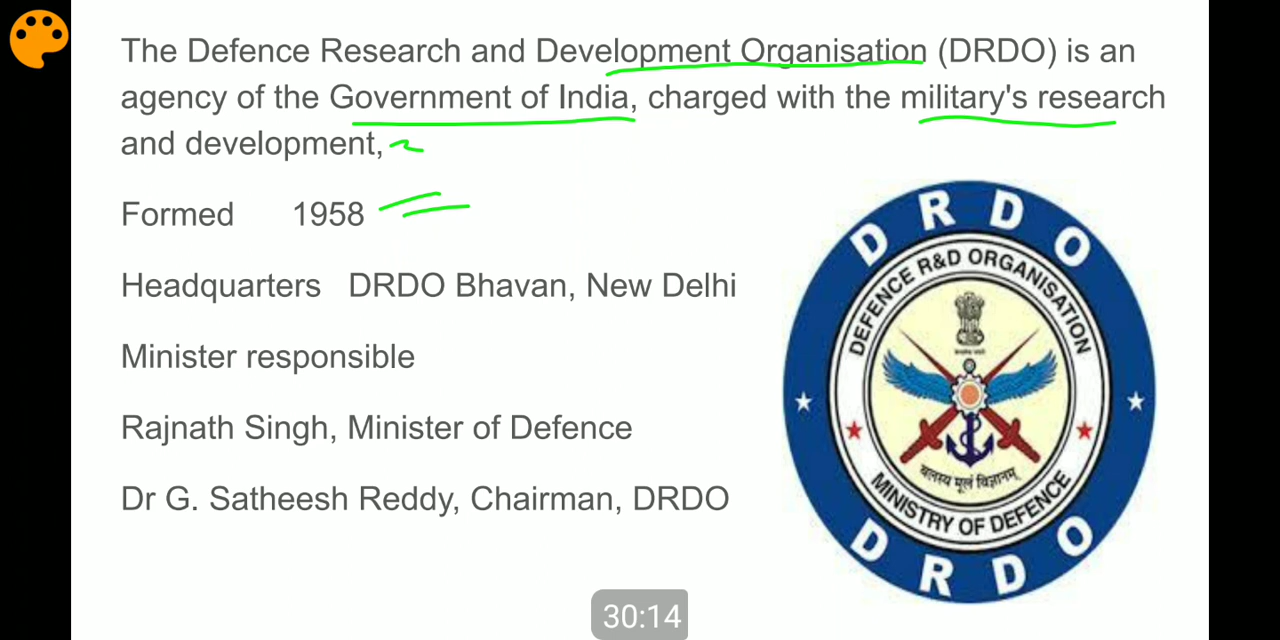 The Defence Research and Development Organisation (DRDO) is an
agency of the Government of India, charged with the military's research
and development,
Formed 1958
Headquarters DRDO Bhavan, New Delhi
Minister responsible
Rajnath Singh, Minister of Defence
Dr G. Satheesh Reddy, Chairman, DRDO
DRDO
DEFENCE R&D ORGANISATION
बलस्य मूलं विज्ञानम्
MINISTRY OF DEFENCE
DRDO
30:14